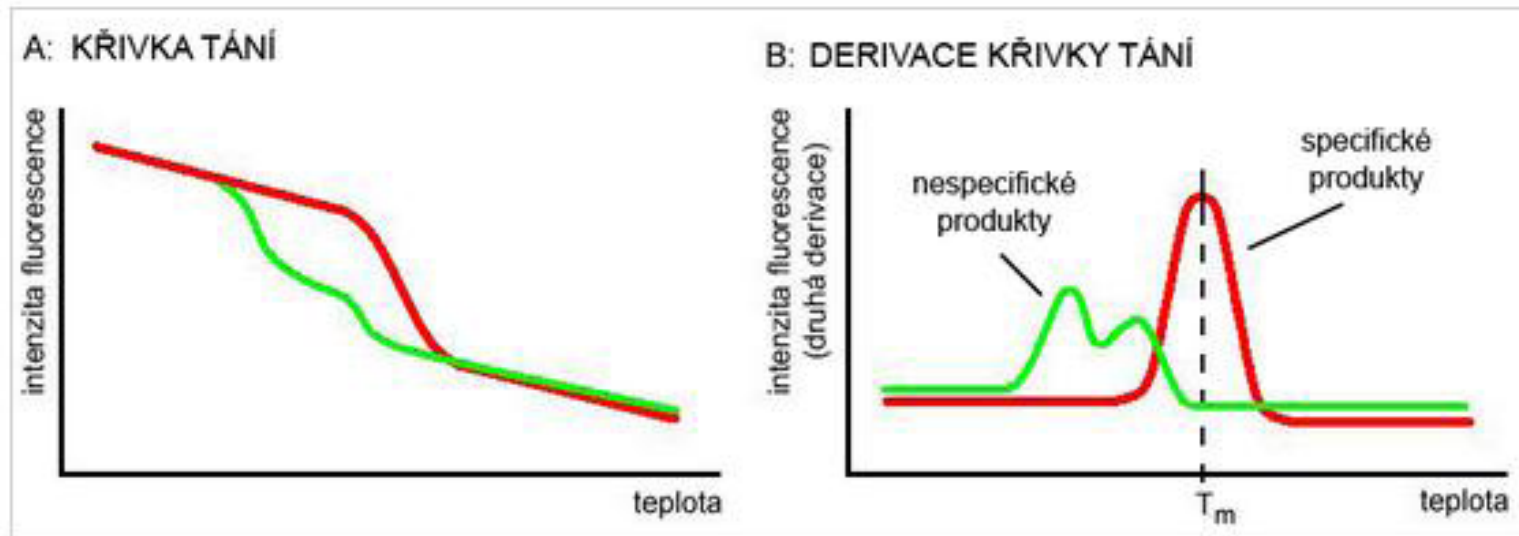 A: KŘIVKA TÁNÍ
intenzita fluorescence
teplota
B: DERIVACE KŘIVKY TÁNÍ
intenzita fluorescence
(druhá derivace)
nespecifické
produkty
specifické
produkty
Tm
teplota